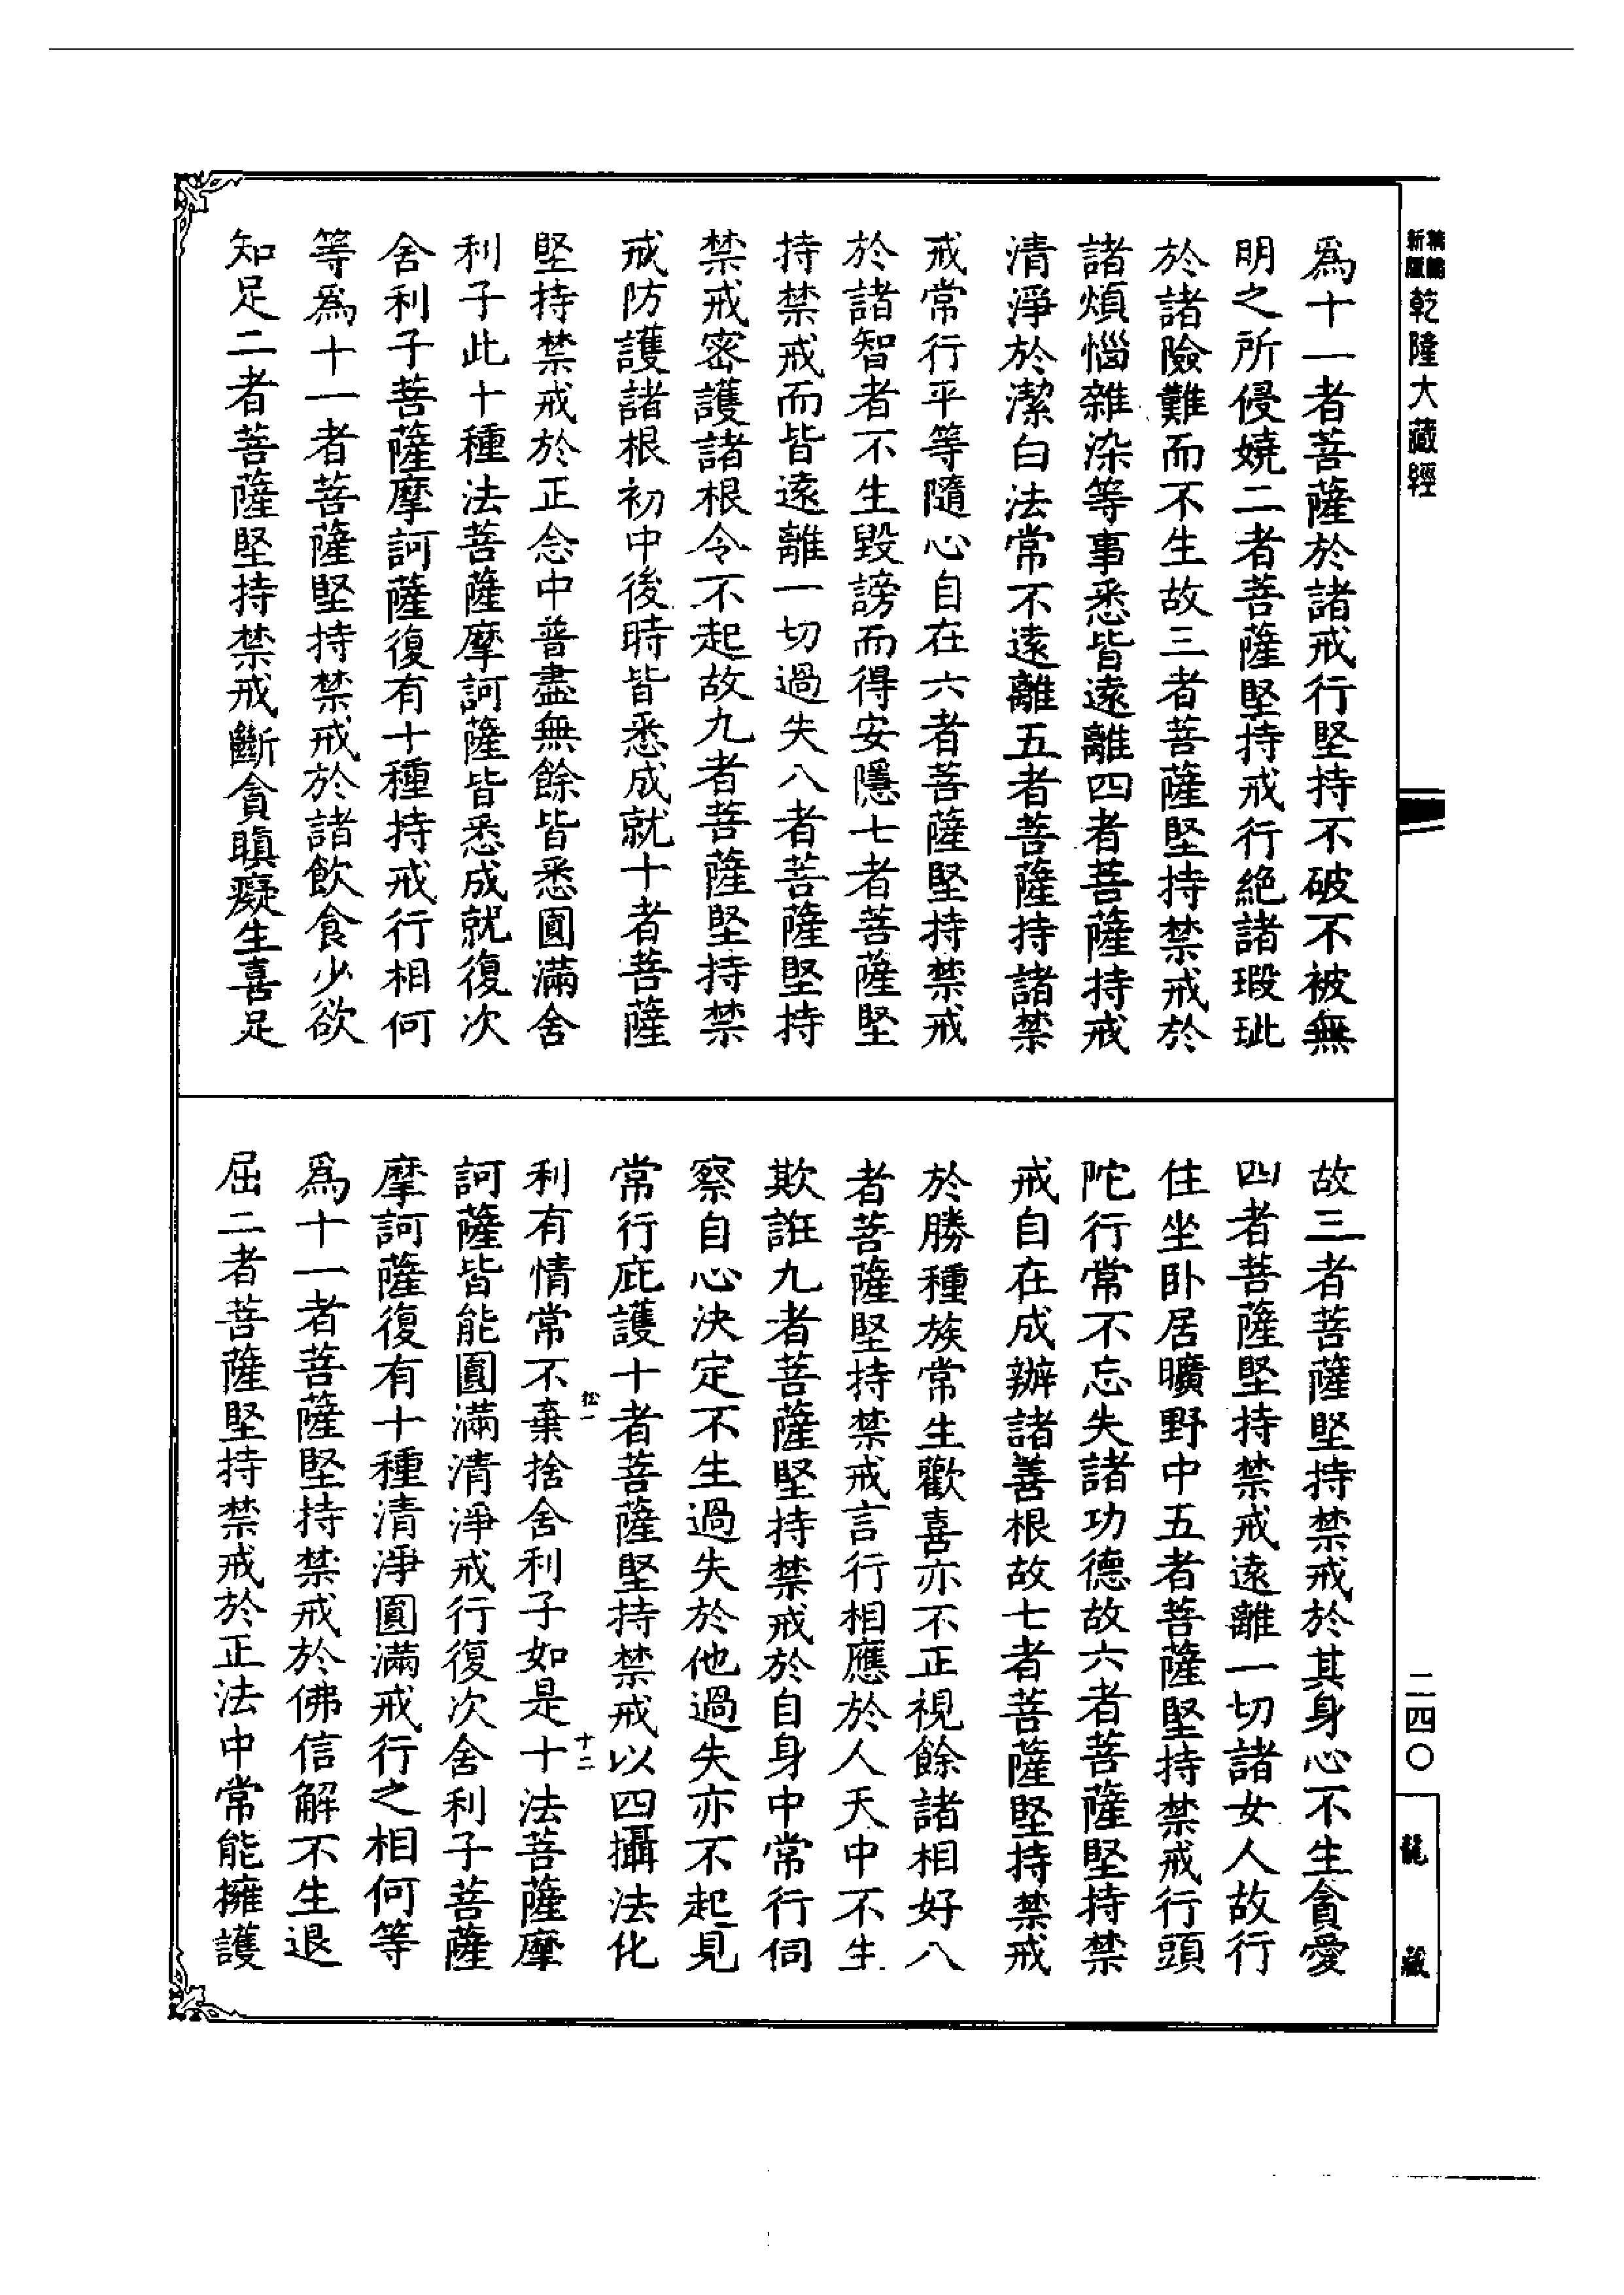 新脩
精鐫
乾隆大藏經
爲十一者菩薩於諸戒行堅持不破不被無
明之所侵嬈二者菩薩堅持戒行絶諸瑕玼
於諸險難而不生故三者菩薩堅持禁戒於
諸煩惱雜染等事悉皆遠離四者菩薩持戒
清淨於潔白法常不遠離五者菩薩持諸禁
戒常行平等隨心自在六者菩薩堅持禁戒
於諸智者不生毀謗而得安隱七者菩薩堅
持禁戒而皆遠離一切過失八者菩薩堅持
禁戒密護諸根令不起故九者菩薩堅持禁
戒防護諸根初中後時皆悉成就十者菩薩
堅持禁戒於正念中普盡無餘皆悉圓滿舍
利子此十種法菩薩摩訶薩皆悉成就復次
舍利子菩薩摩訶薩復有十種持戒行相何
等爲十一者菩薩堅持禁戒於諸飲食少欲
知足二者菩薩堅持禁戒斷貪瞋癡生喜足
故三者菩薩堅持禁戒於其身心不生貪愛
四者菩薩堅持禁戒遠離一切諸女人故行
住坐卧居曠野中五者菩薩堅持禁戒行頭
陀行常不忘失諸功德故六者菩薩堅持禁
戒自在成辦諸善根故七者菩薩堅持禁戒
於勝種族常生歡喜亦不正視餘諸相好八
者菩薩堅持禁戒言行相應於人天中不生
欺誑九者菩薩堅持禁戒於自身中常行伺
察自心決定不生過失於他過失亦不起見
常行庇護十者菩薩堅持禁戒以四攝法化
利有情常不棄捨舍利子如是十法菩薩摩
訶薩皆能圓滿清淨戒行復次舍利子菩薩
摩訶薩復有十種清淨圓滿戒行之相何等
爲十一者菩薩堅持禁戒於佛信解不生退
屈二者菩薩堅持禁戒於正法中常能擁護
十二
二四〇
龍藏